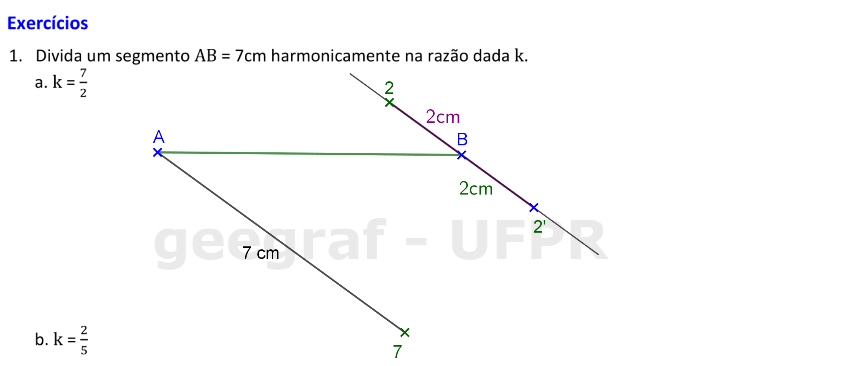 Exercícios
1. Divida um segmento AB = 7cm harmonicamente na razão dada k.
a. k = 7/2
2
2cm
A
B
2cm
2'
geegraf - UFPR
7 cm
b. k = 2/5
7